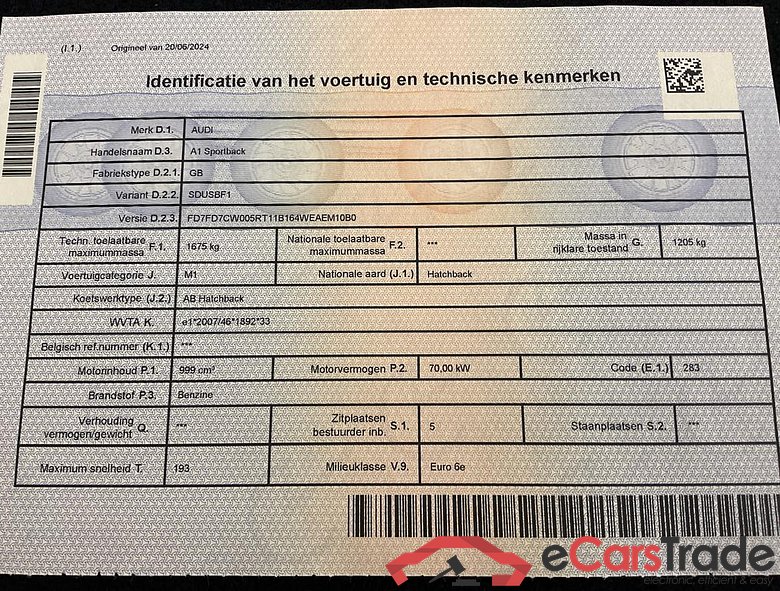 (I.1.) Origineel van 20/06/2024
Identificatie van het voertuig en technische kenmerken
Merk D.1. AUDI
Handelsnaam D.3. A1 Sportback
Fabriekstype D.2.1. GB
Variant D.2.2. SDUSBF1
Versie D.2.3. FD7FD7CW005RT11B164WEAEM10B0
Techn. toelaatbare maximummassa F.1. 1675 kg Nationale toelaatbare maximummassa F.2. *** Massa in rijklare toestand G. 1205 kg
Voertuigcategorie J. M1 Nationale aard (J.1.) Hatchback
Koetswerktype (J.2.) AB Hatchback
WVTA K. e1*2007/46*1892*33
Belgisch ref.nummer (K.1.) ***
Motorinhoud P.1. 999 cm³ Motorvermogen P.2. 70,00 kW Code (E.1.) 283
Brandstof P.3. Benzine
Verhouding vermogen/gewicht Q. *** Zitplaatsen bestuurder inb. S.1. 5 Staanplaatsen S.2. ***
Maximum snelheid T. 193 Milieuklasse V.9. Euro 6e
eCarsTrade
electronic, efficient & easy